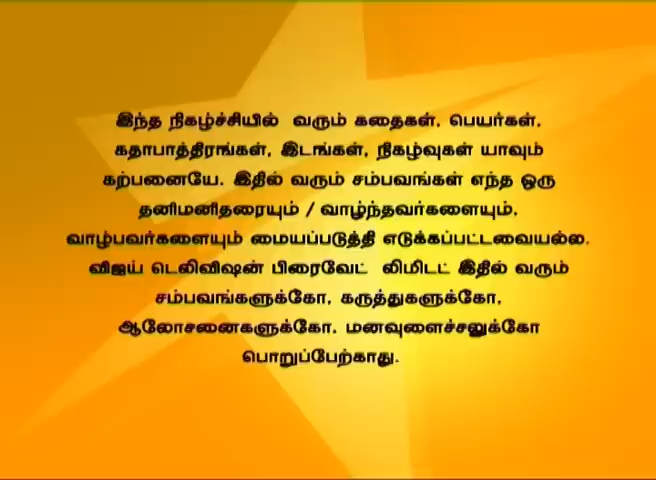 இந்த நிகழ்ச்சியில் வரும் கதைகள், பெயர்கள்,
கதாபாத்திரங்கள், இடங்கள், நிகழ்வுகள் யாவும்
கற்பனையே. இதில் வரும் சம்பவங்கள் எந்த ஒரு
தனிமனிதரையும் / வாழ்ந்தவர்களையும்,
வாழ்பவர்களையும் மையப்படுத்தி எடுக்கப்பட்டவையல்ல.
விஜய் டெலிவிஷன் பிரைவேட் லிமிடட் இதில் வரும்
சம்பவங்களுக்கோ, கருத்துகளுக்கோ,
ஆலோசனைகளுக்கோ, மனவுளைச்சலுக்கோ
பொறுப்பேற்காது.